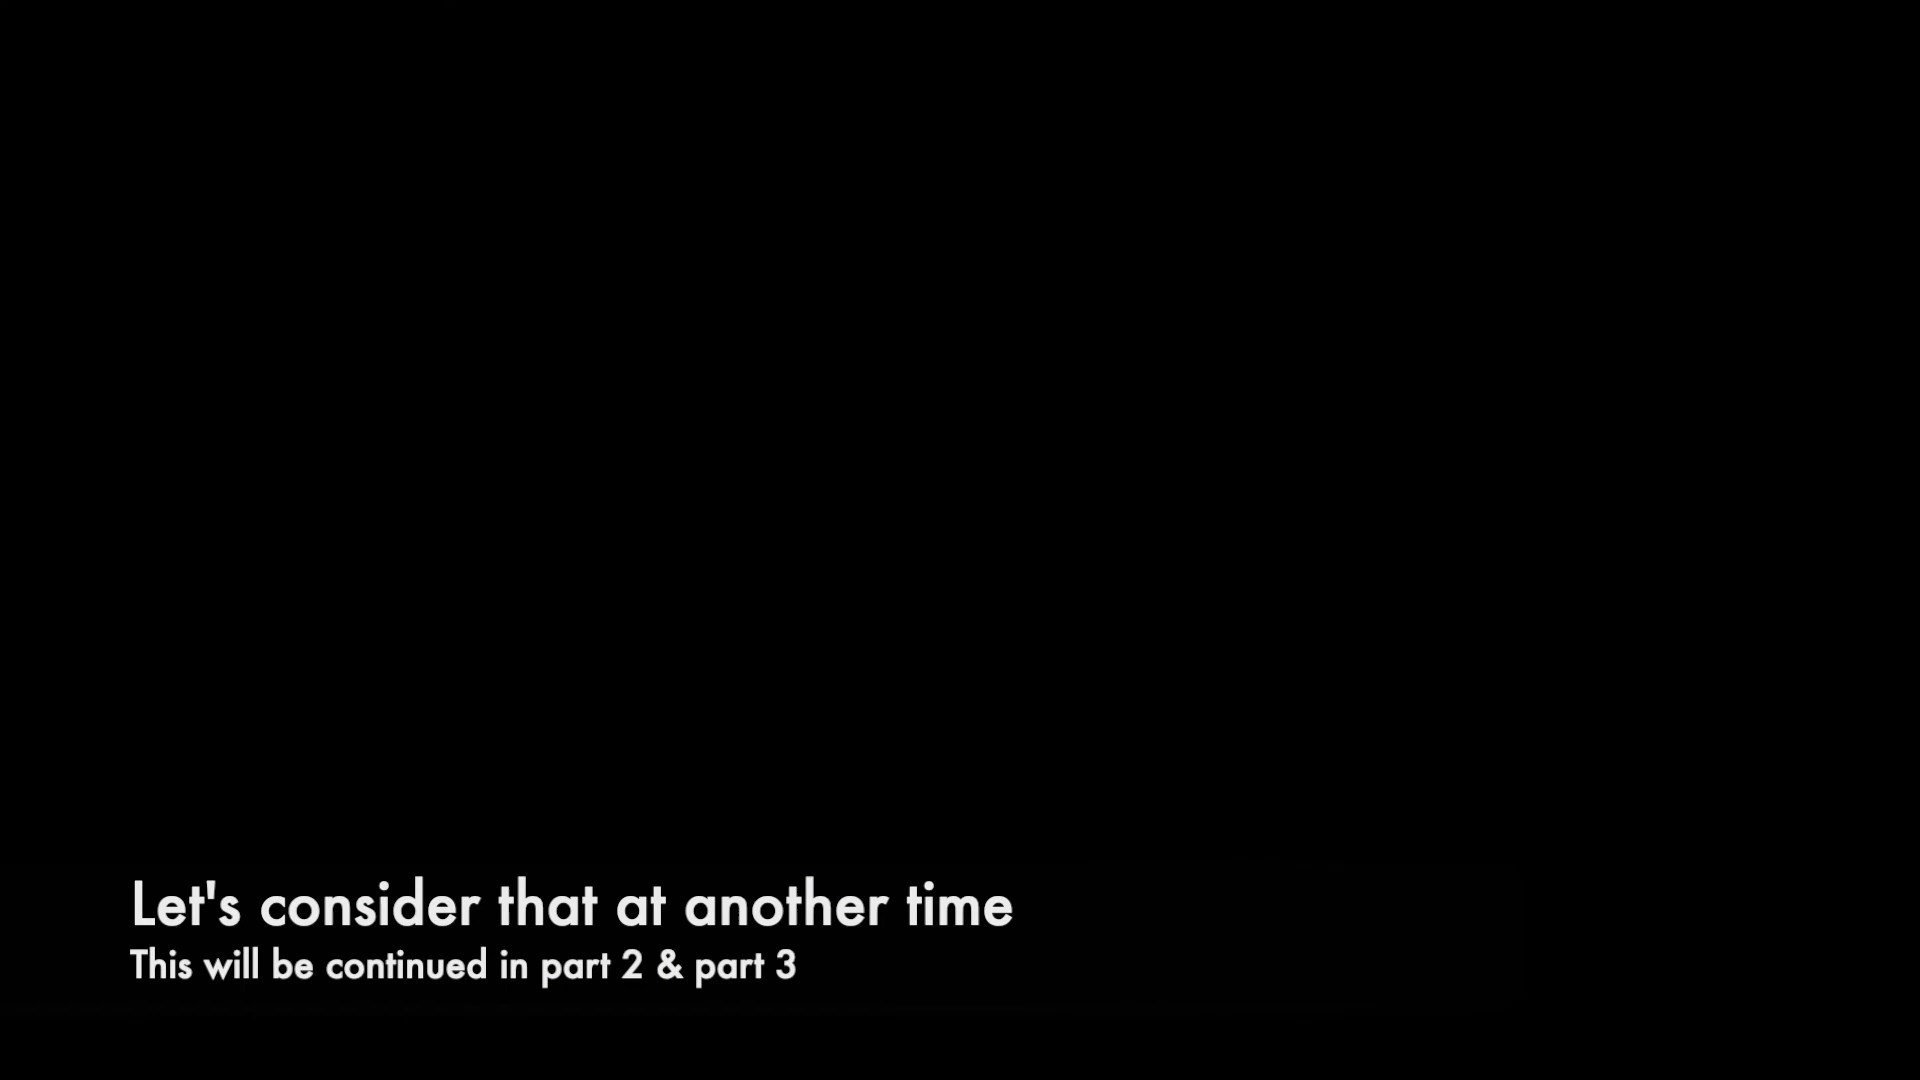 Let's consider that at another time
This will be continued in part 2 & part 3